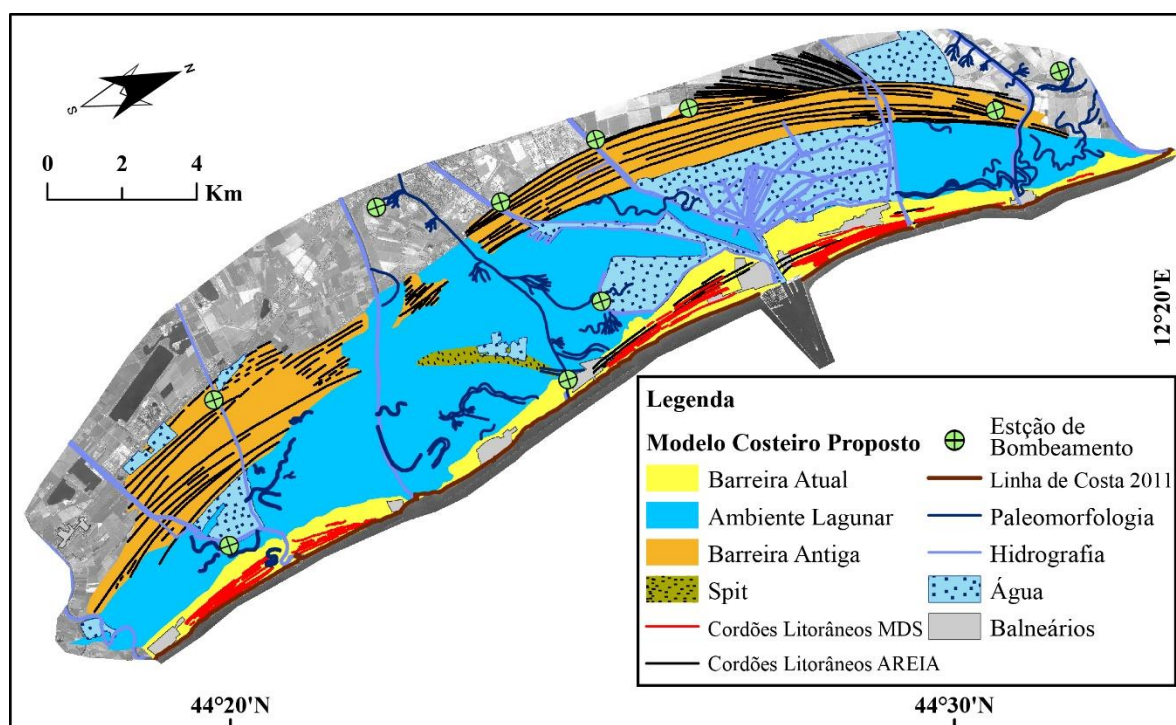 N
S
0 2 4
Km
12°20'E
Legenda
Modelo Costeiro Proposto
Barreira Atual
Ambiente Lagunar
Barreira Antiga
Spit
Cordões Litorâneos MDS
Cordões Litorâneos AREIA
Estção de
Bombeamento
Linha de Costa 2011
Paleomorfologia
Hidrografia
Água
Balneários
44°20'N 44°30'N